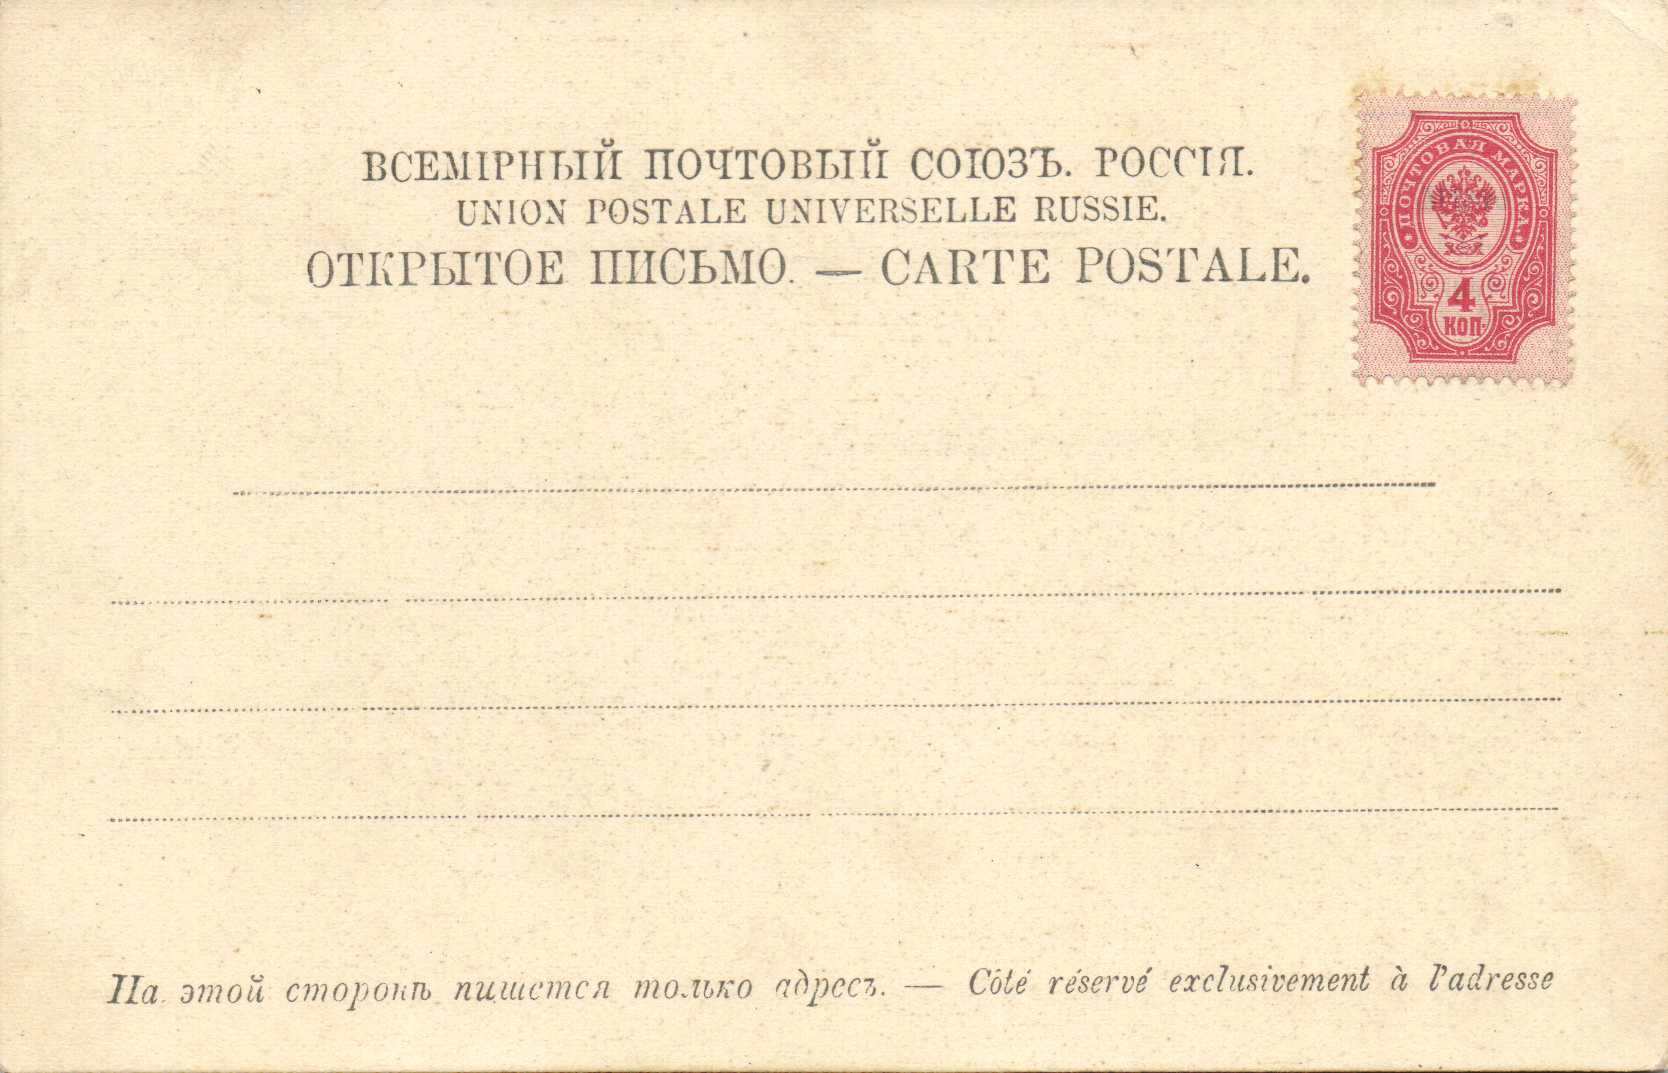 ВСЕМІРНЫЙ ПОЧТОВЫЙ СОЮЗЪ. РОССІЯ.
UNION POSTALE UNIVERSELLE RUSSIE.
ОТКРЫТОЕ ПИСЬМО. — CARTE POSTALE.
ПОЧТОВАЯ МАРКА.
4
КОП.
На этой сторонѣ пишется только адресъ. — Côté réservé exclusivement à l'adresse